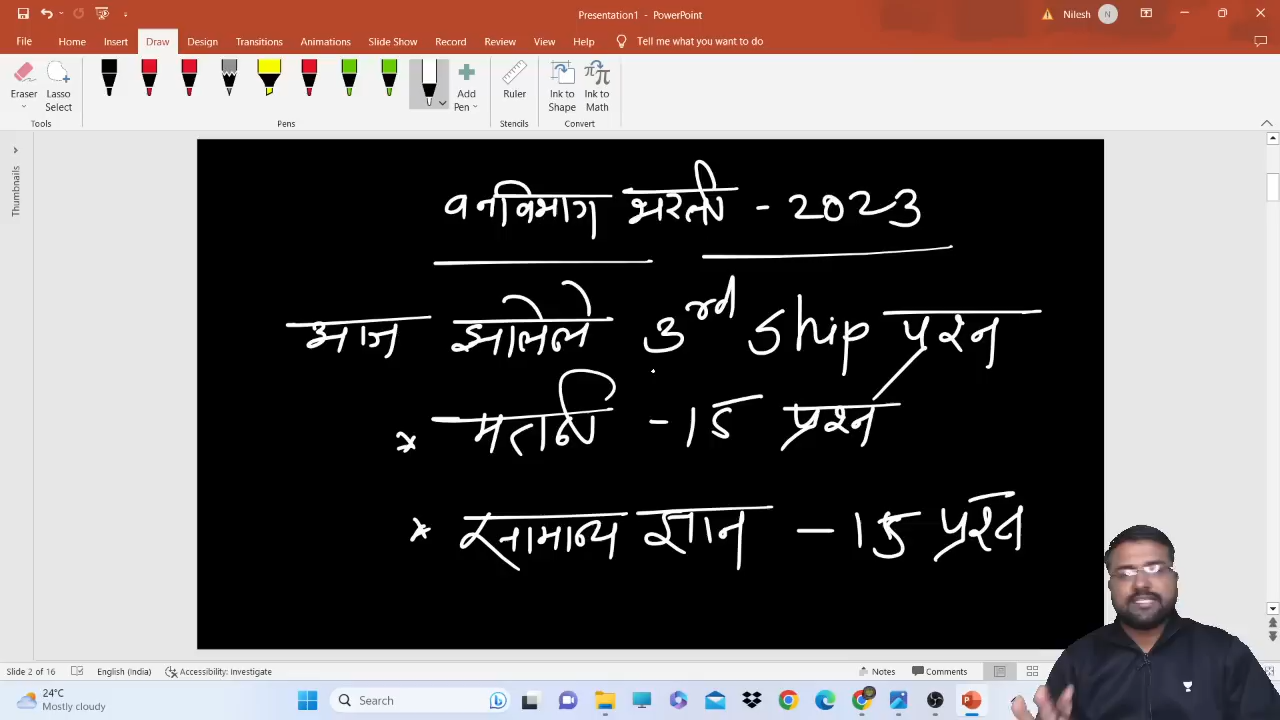 Presentation1 - PowerPoint
Nilesh N
File Home Insert Draw Design Transitions Animations Slide Show Record Review View Help Tell me what you want to do
Eraser Lasso Select Add Pen Ruler Ink to Shape Ink to Math
Tools Pens Stencils Convert
Thumbnails
वनविभाग भरती - 2023
आज झालेले 3rd Ship प्रश्न
* मराठी - 15 प्रश्न
* सामान्य ज्ञान - 15 प्रश्न
Slide 2 of 16 English (India) Accessibility: Investigate Notes Comments
24°C
Mostly cloudy
Search